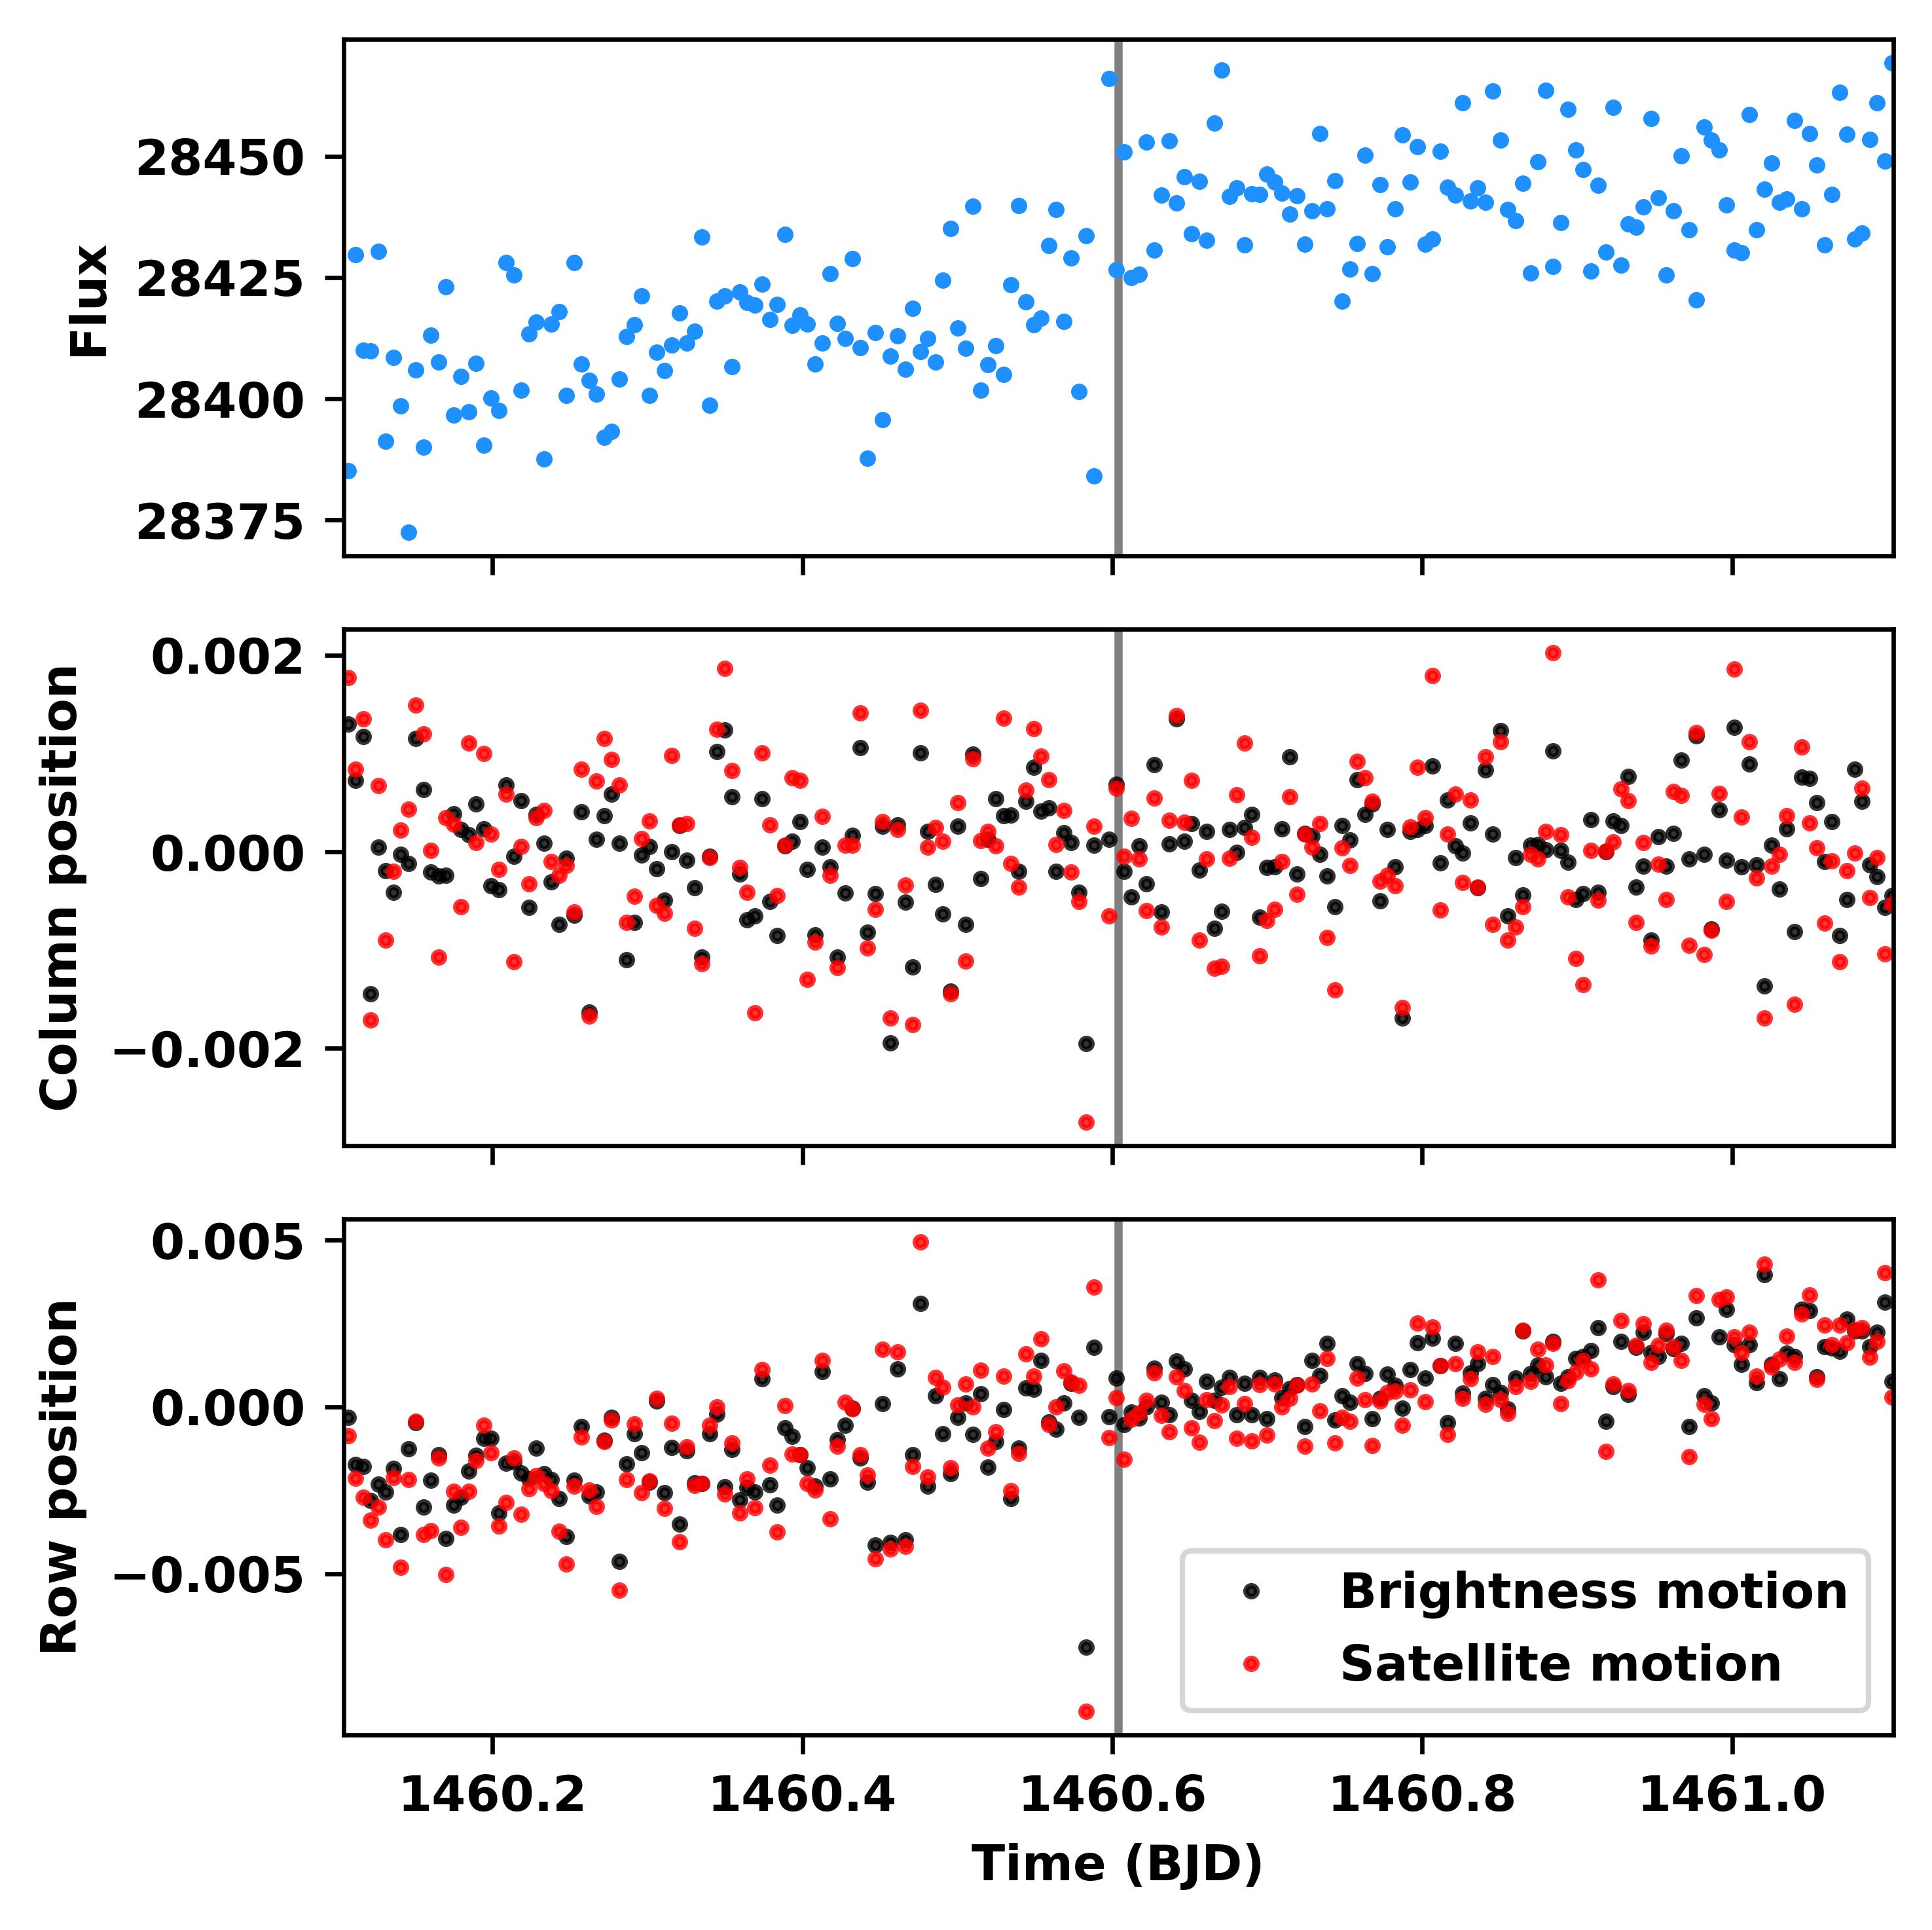 Flux
28450
28425
28400
28375
Column position
0.002
0.000
−0.002
Row position
0.005
0.000
−0.005
Brightness motion
Satellite motion
1460.2 1460.4 1460.6 1460.8 1461.0
Time (BJD)